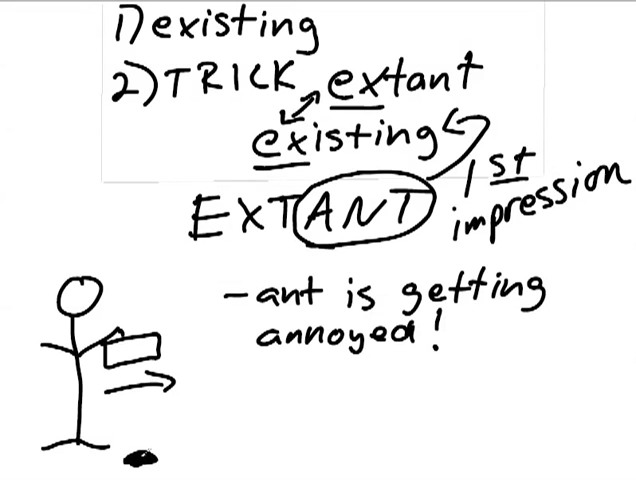 1) existing
2) TRICK extant
existing
1st
impression
EXTANT
- ant is getting
annoyed!